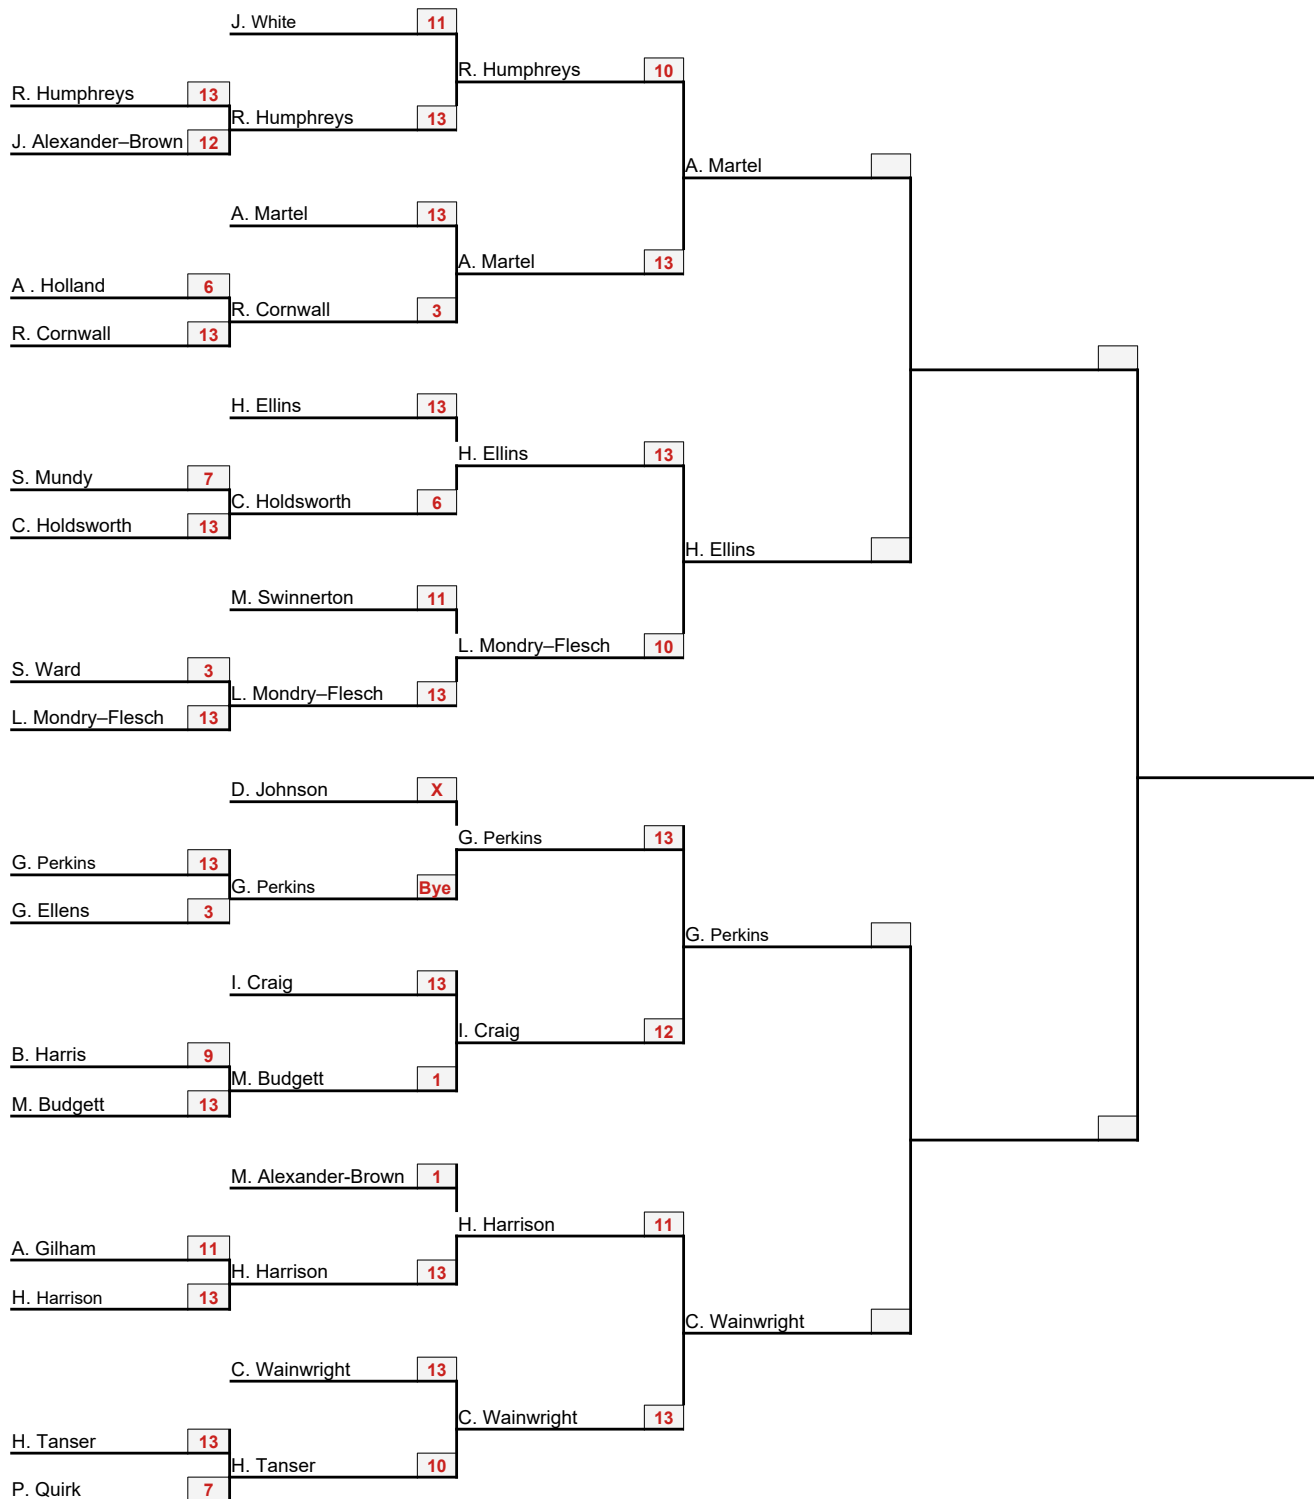 J. White 11
R. Humphreys 10
R. Humphreys 13
R. Humphreys 13
J. Alexander–Brown 12
A. Martel
A. Martel 13
A. Martel 13
A . Holland 6
R. Cornwall 3
R. Cornwall 13
H. Ellins 13
H. Ellins 13
S. Mundy 7
C. Holdsworth 6
C. Holdsworth 13
H. Ellins
M. Swinnerton 11
L. Mondry–Flesch 10
S. Ward 3
L. Mondry–Flesch 13
L. Mondry–Flesch 13
D. Johnson X
G. Perkins 13
G. Perkins 13
G. Perkins Bye
G. Ellens 3
G. Perkins
I. Craig 13
I. Craig 12
B. Harris 9
M. Budgett 1
M. Budgett 13
M. Alexander-Brown 1
H. Harrison 11
A. Gilham 11
H. Harrison 13
H. Harrison 13
C. Wainwright
C. Wainwright 13
C. Wainwright 13
H. Tanser 13
H. Tanser 10
P. Quirk 7